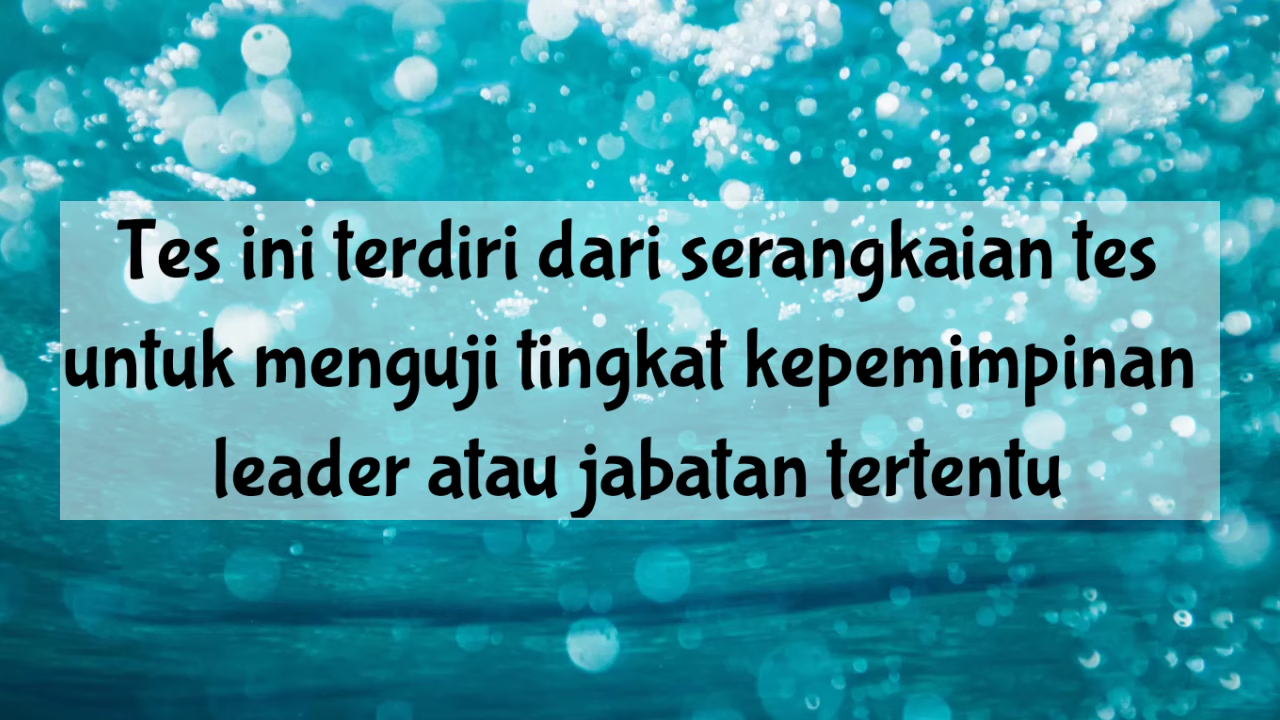 Tes ini terdiri dari serangkaian tes
untuk menguji tingkat kepemimpinan
leader atau jabatan tertentu